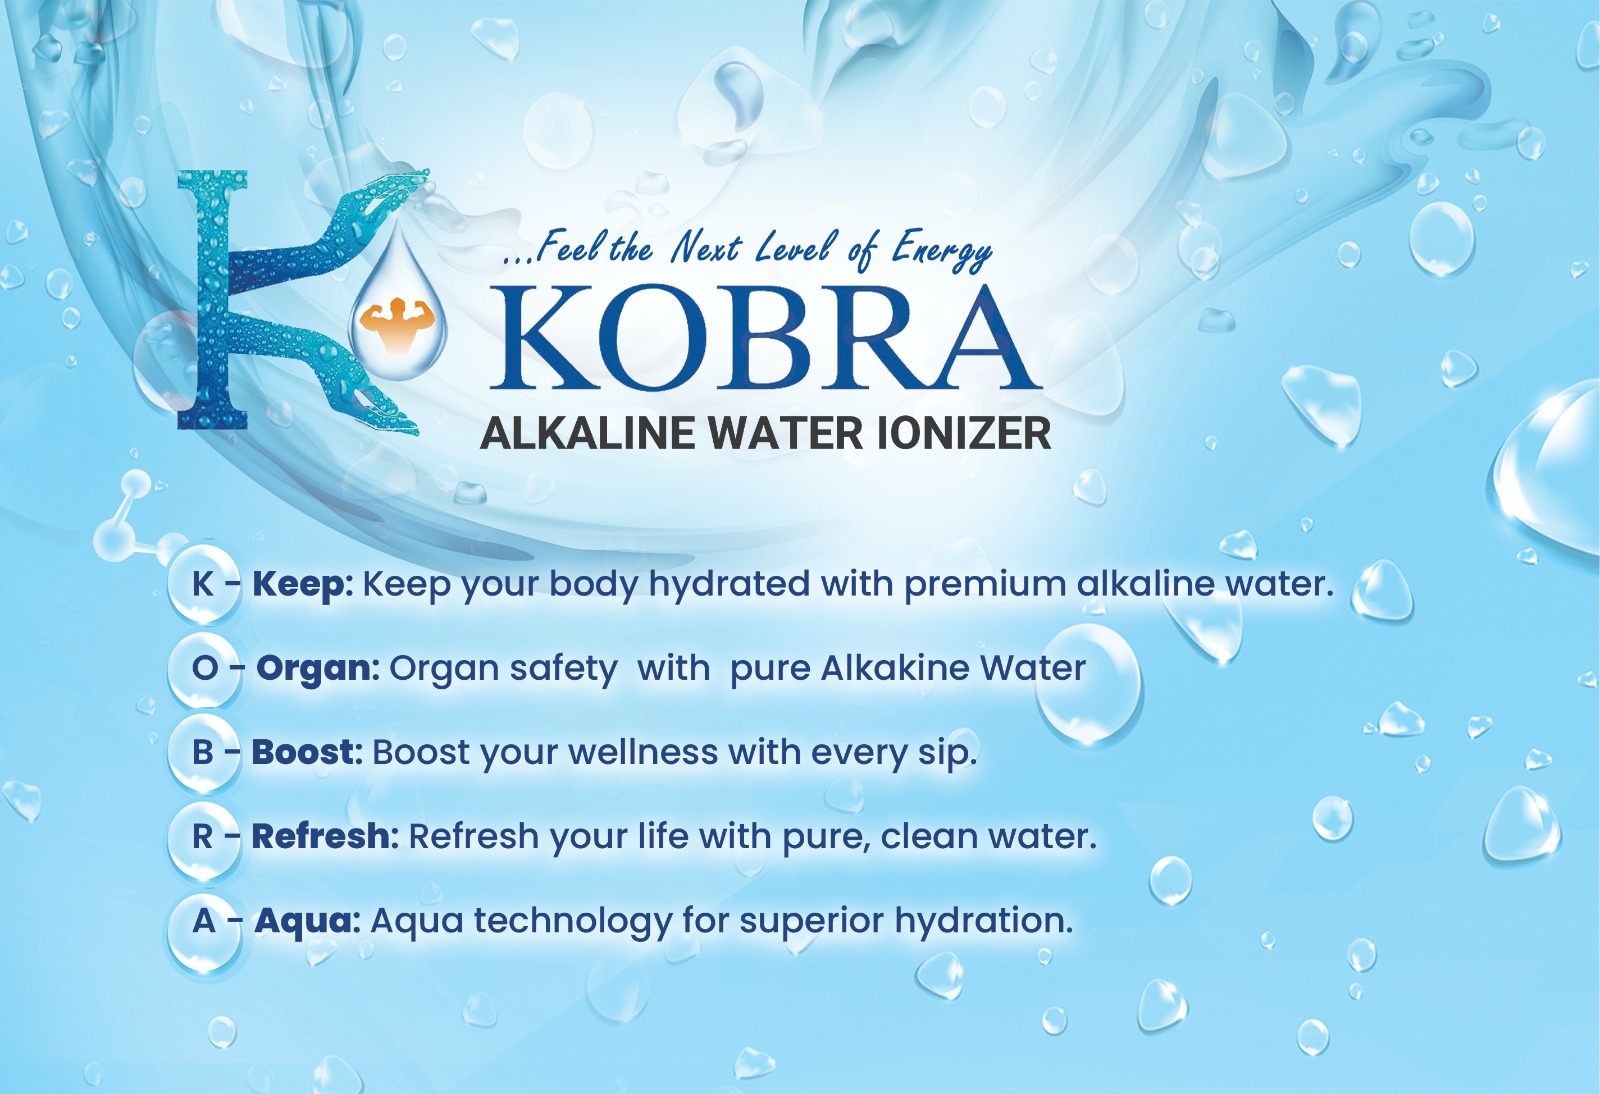 ...Feel the Next Level of Energy
KOBRA
ALKALINE WATER IONIZER
K - Keep: Keep your body hydrated with premium alkaline water.
O - Organ: Organ safety with pure Alkakine Water
B - Boost: Boost your wellness with every sip.
R - Refresh: Refresh your life with pure, clean water.
A - Aqua: Aqua technology for superior hydration.